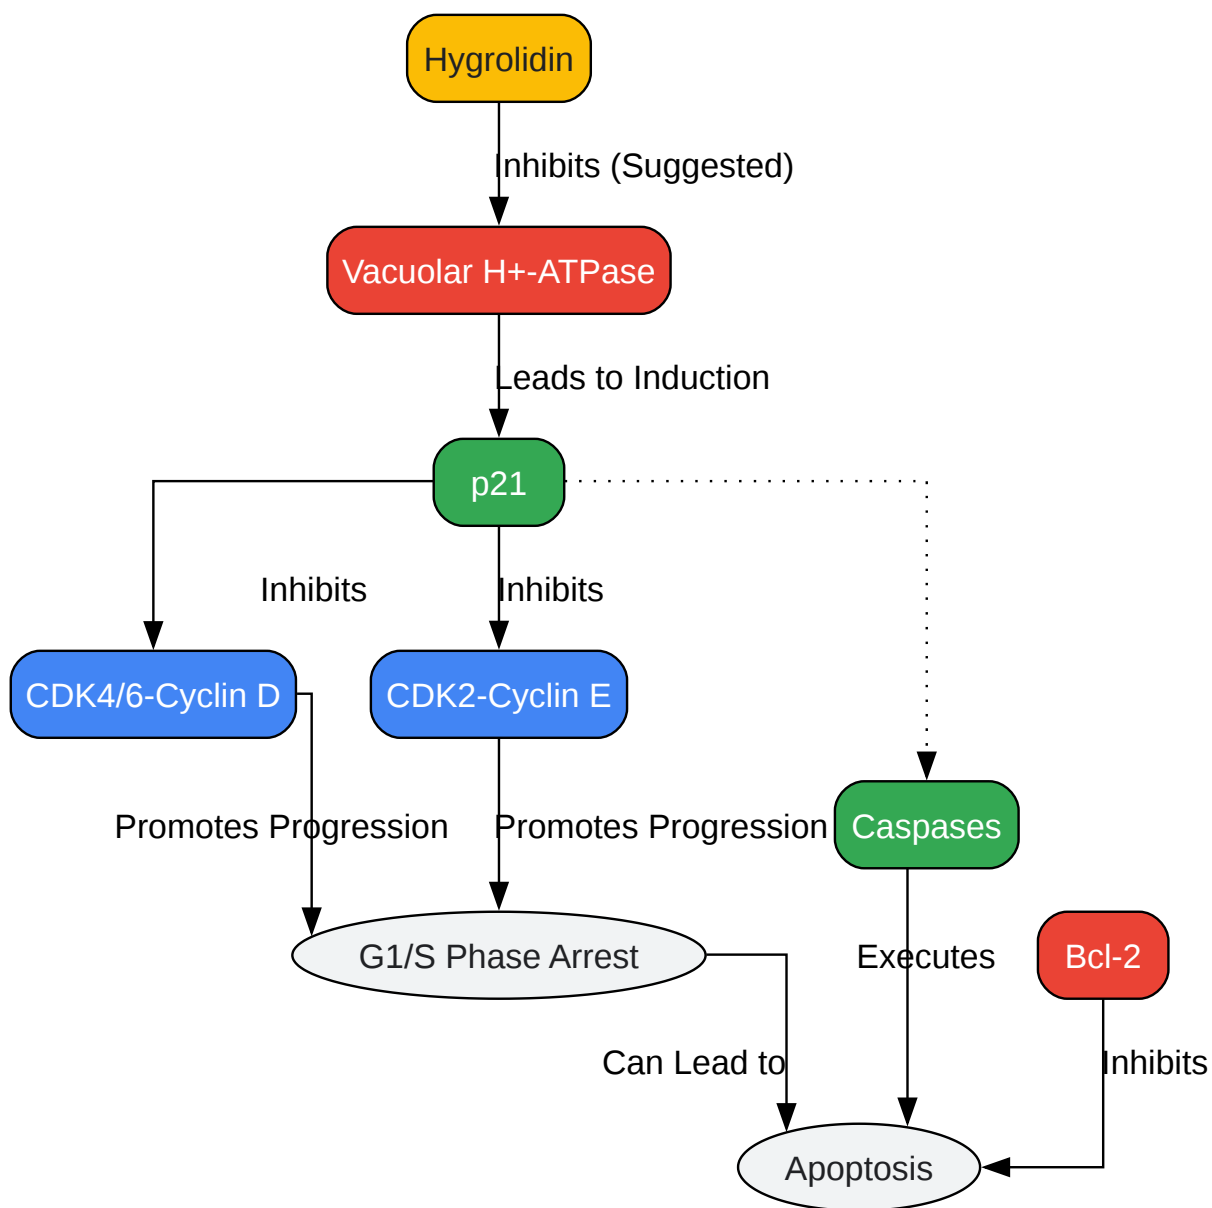 Hygrolidin
Inhibits (Suggested)
Vacuolar H+-ATPase
Leads to Induction
p21
Inhibits
Inhibits
CDK4/6-Cyclin D
CDK2-Cyclin E
Promotes Progression
Promotes Progression
Caspases
G1/S Phase Arrest
Executes
Bcl-2
Can Lead to
Inhibits
Apoptosis